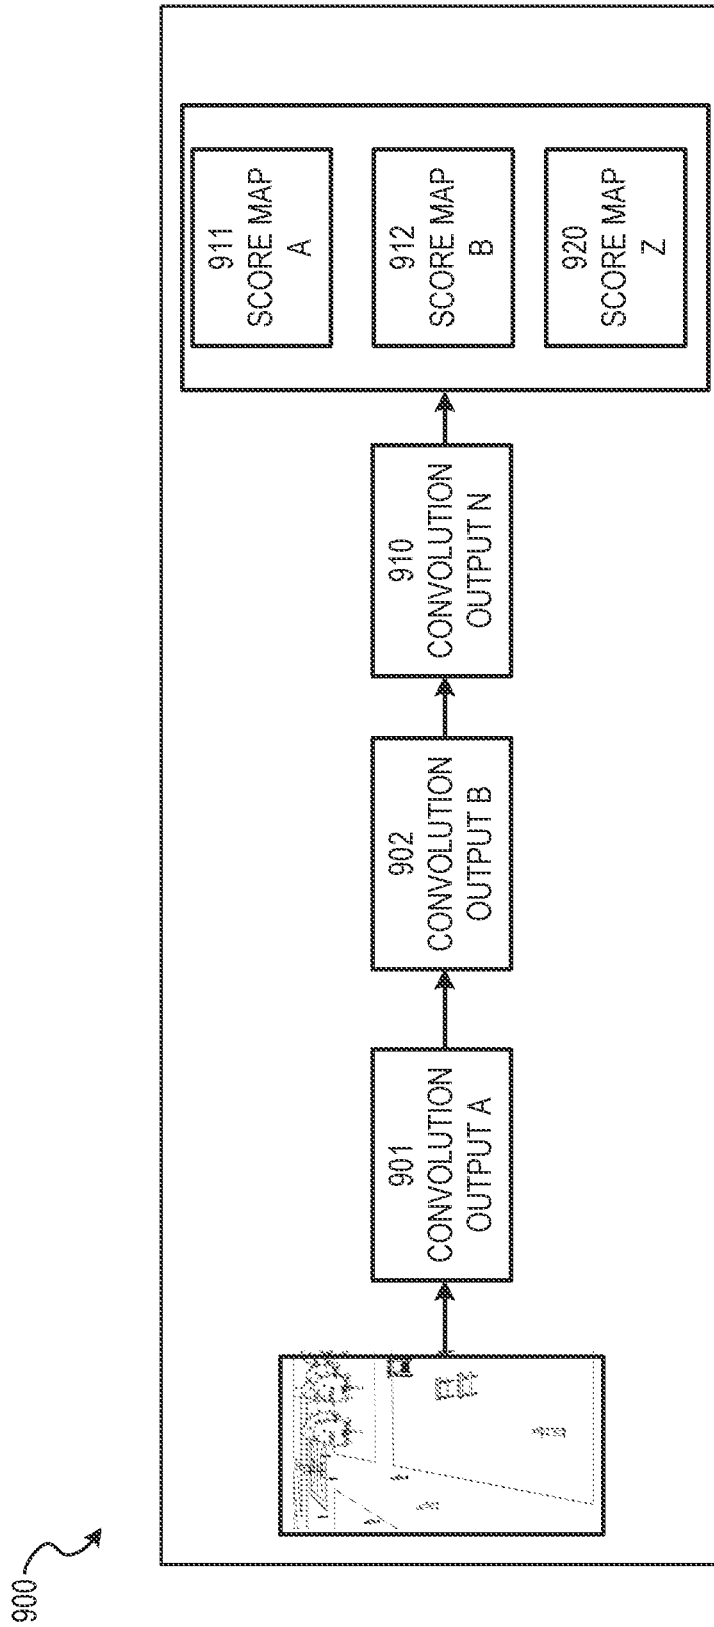 900
901
CONVOLUTION
OUTPUT A
902
CONVOLUTION
OUTPUT B
910
CONVOLUTION
OUTPUT N
911
SCORE MAP
A
912
SCORE MAP
B
920
SCORE MAP
Z